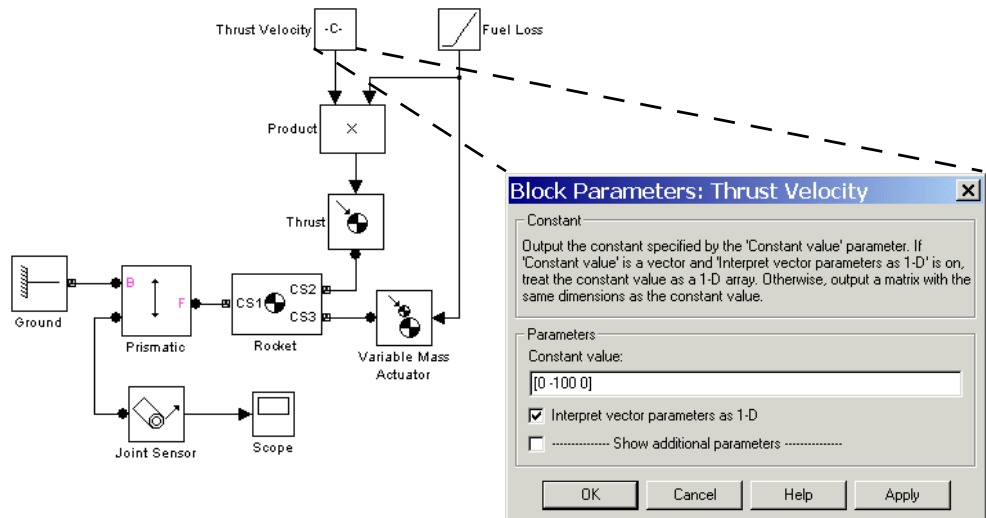 Thrust Velocity
-C-
Fuel Loss
Product
×
Thrust
Ground
B
F
Prismatic
CS1
CS2
CS3
Rocket
Variable Mass
Actuator
Joint Sensor
Scope
Block Parameters: Thrust Velocity
Constant
Output the constant specified by the 'Constant value' parameter. If
'Constant value' is a vector and 'Interpret vector parameters as 1-D' is on,
treat the constant value as a 1-D array. Otherwise, output a matrix with the
same dimensions as the constant value.
Parameters
Constant value:
[0 -100 0]
Interpret vector parameters as 1-D
--------------- Show additional parameters ---------------
OK
Cancel
Help
Apply